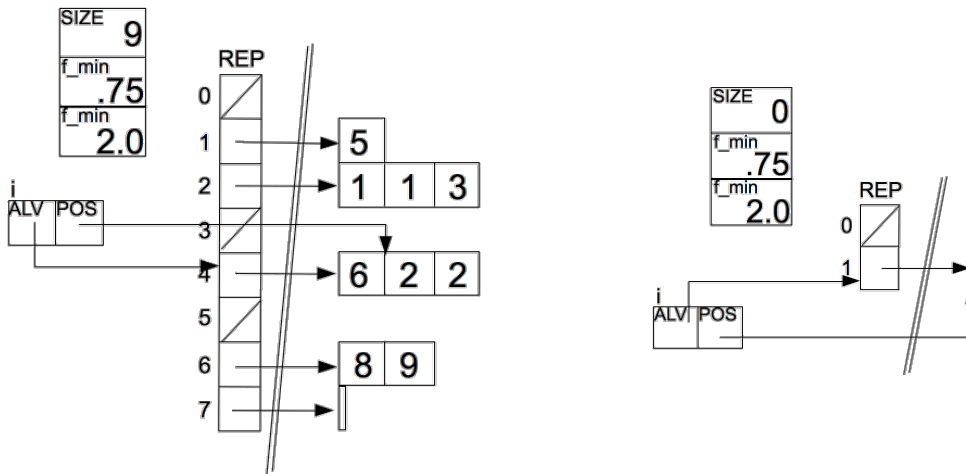 SIZE
9
f_min
.75
f_min
2.0
REP
0
1
5
2
1 1 3
i
ALV POS
3
4
6 2 2
5
6
8 9
7
SIZE
0
f_min
.75
f_min
2.0
REP
0
1
i
ALV POS